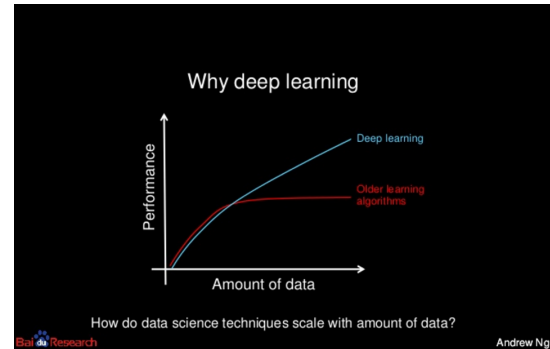 Why deep learning
Performance
Deep learning
Older learning
algorithms
Amount of data
How do data science techniques scale with amount of data?
Bai du Research
Andrew Ng